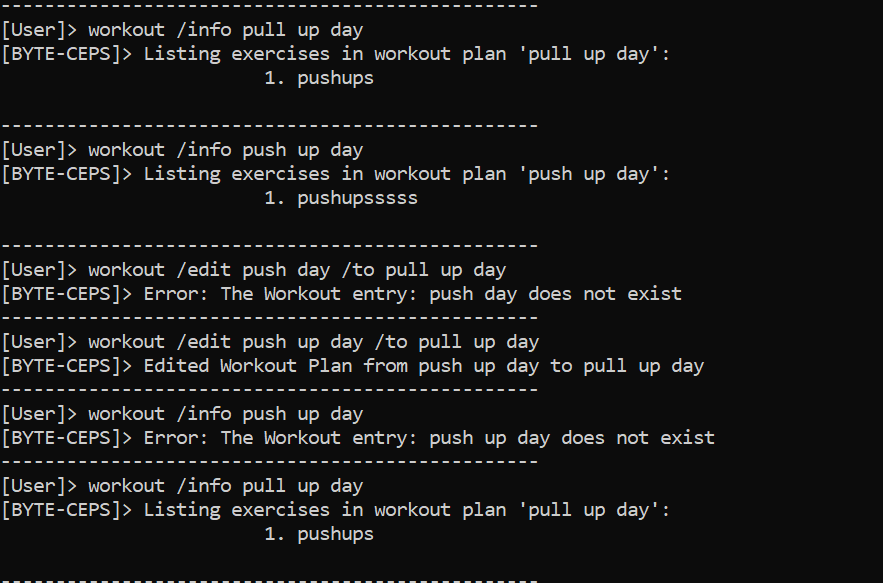 -------------------------------------------------
[User]> workout /info pull up day
[BYTE-CEPS]> Listing exercises in workout plan 'pull up day':
                        1. pushups
-------------------------------------------------
[User]> workout /info push up day
[BYTE-CEPS]> Listing exercises in workout plan 'push up day':
                        1. pushupsssss
-------------------------------------------------
[User]> workout /edit push day /to pull up day
[BYTE-CEPS]> Error: The Workout entry: push day does not exist
-------------------------------------------------
[User]> workout /edit push up day /to pull up day
[BYTE-CEPS]> Edited Workout Plan from push up day to pull up day
-------------------------------------------------
[User]> workout /info push up day
[BYTE-CEPS]> Error: The Workout entry: push up day does not exist
-------------------------------------------------
[User]> workout /info pull up day
[BYTE-CEPS]> Listing exercises in workout plan 'pull up day':
                        1. pushups
-------------------------------------------------